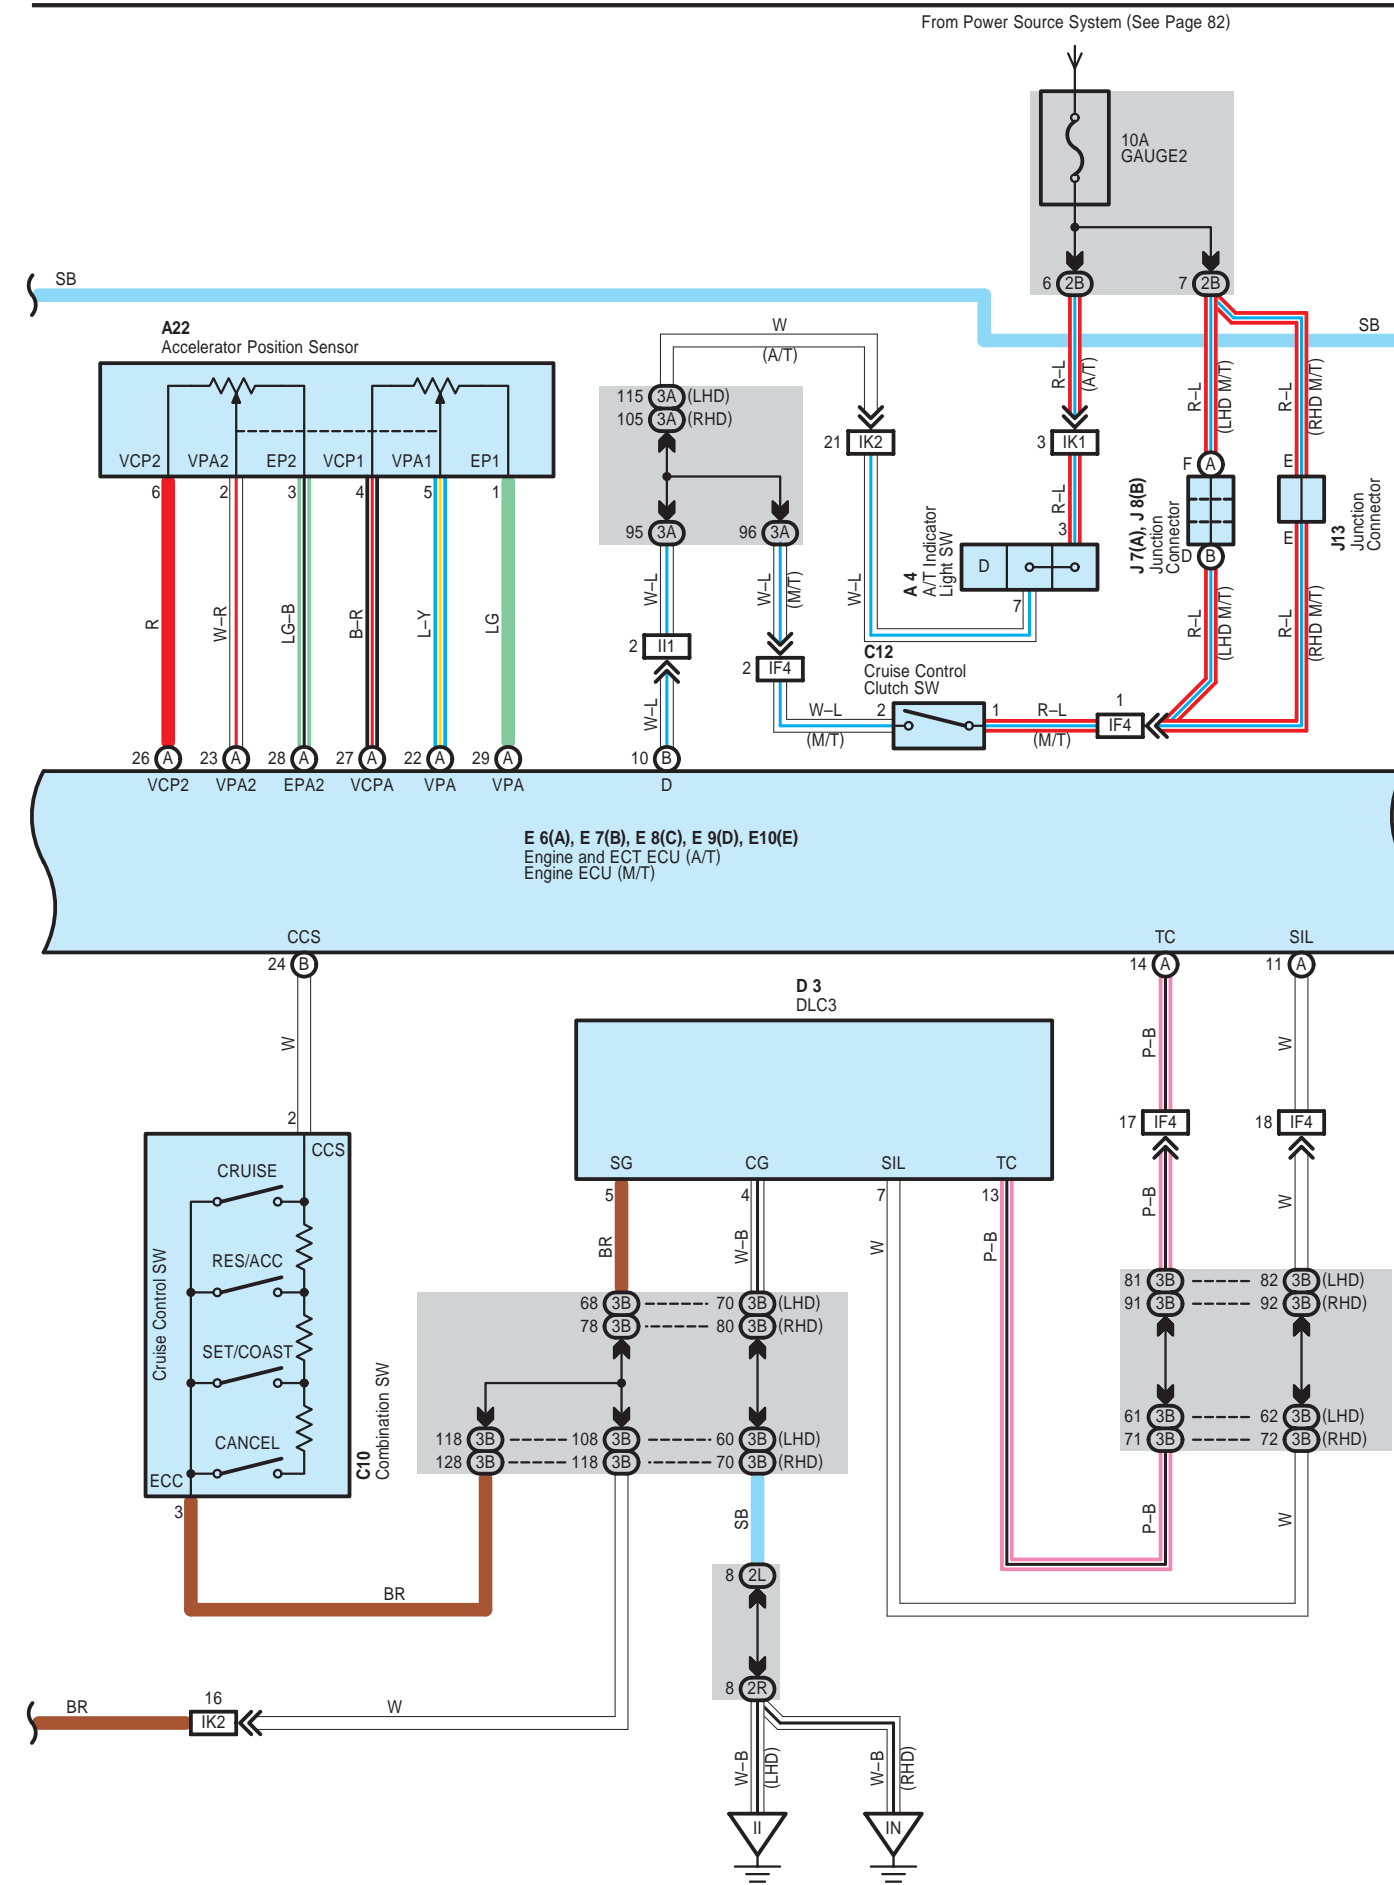 From Power Source System (See Page 82)
10A
GAUGE2
6 2B
7 2B
SB
SB
A22
Accelerator Position Sensor
VCP2 VPA2 EP2 VCP1 VPA1 EP1
6 2 3 4 5 1
R
W–R
LG–B
B–R
L–Y
LG
26 A 23 A 28 A 27 A 22 A 29 A
VCP2 VPA2 EPA2 VCPA VPA VPA
W
(A/T)
115 3A (LHD)
105 3A (RHD)
95 3A
96 3A
W–L
W–L
(M/T)
2 II1
2 IF4
W–L
10 B
D
21 IK2
W–L
R–L
(A/T)
3 IK1
R–L
3
D
7
A 4
A/T Indicator
Light SW
C12
Cruise Control
Clutch SW
W–L
(M/T)
2
1
R–L
(M/T)
1
IF4
R–L
(LHD M/T)
F A
J 7(A), J 8(B)
Junction
Connector
D B
R–L
(LHD M/T)
R–L
(RHD M/T)
E
E
J13
Junction
Connector
R–L
(RHD M/T)
E 6(A), E 7(B), E 8(C), E 9(D), E10(E)
Engine and ECT ECU (A/T)
Engine ECU (M/T)
CCS
24 B
W
2
CCS
CRUISE
RES/ACC
SET/COAST
CANCEL
ECC
3
Cruise Control SW
C10
Combination SW
BR
D 3
DLC3
SG CG SIL TC
5 4 7 13
BR
W–B
W
P–B
68 3B 70 3B (LHD)
78 3B 80 3B (RHD)
118 3B 108 3B 60 3B (LHD)
128 3B 118 3B 70 3B (RHD)
SB
8 2L
8 2R
W–B
(LHD)
W–B
(RHD)
II
IN
BR
16
IK2
W
TC
SIL
14 A
11 A
P–B
W
17 IF4
18 IF4
P–B
W
81 3B 82 3B (LHD)
91 3B 92 3B (RHD)
61 3B 62 3B (LHD)
71 3B 72 3B (RHD)
P–B
W